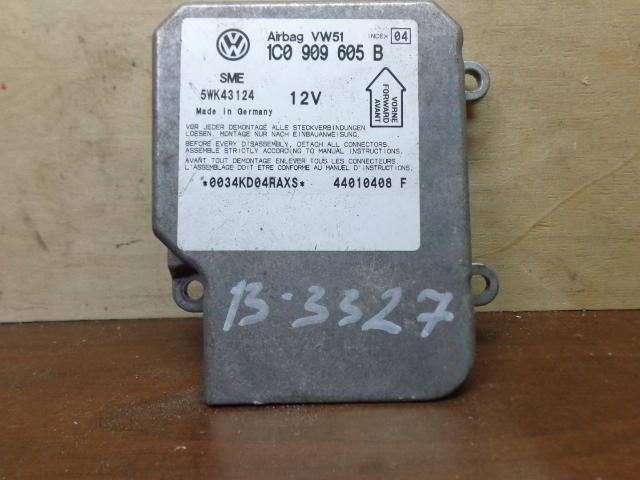 Airbag VW51 INDEX 04
1C0 909 605 B
SME
5WK43124 12V
Made in Germany
VORNE
FORWARD
AVANT
VOR JEDER DEMONTAGE ALLE STECKVERBINDUNGEN
LOESEN. MONTAGE NUR NACH EINBAUANWEISUNG.
BEFORE EVERY DISASSEMBLY, DETACH ALL CONNECTORS.
ASSEMBLE STRICTLY ACCORDING TO MANUAL INSTRUCTIONS.
AVANT TOUT DEMONTAGE ENLEVER TOUS LES CONNECTEURS.
L'ASSEMBLAGE DOIT ETRE CONFORME AU MANUEL D'INSTRUCTIONS.
*0034KD04RAXS* 44010408 F
13-3327